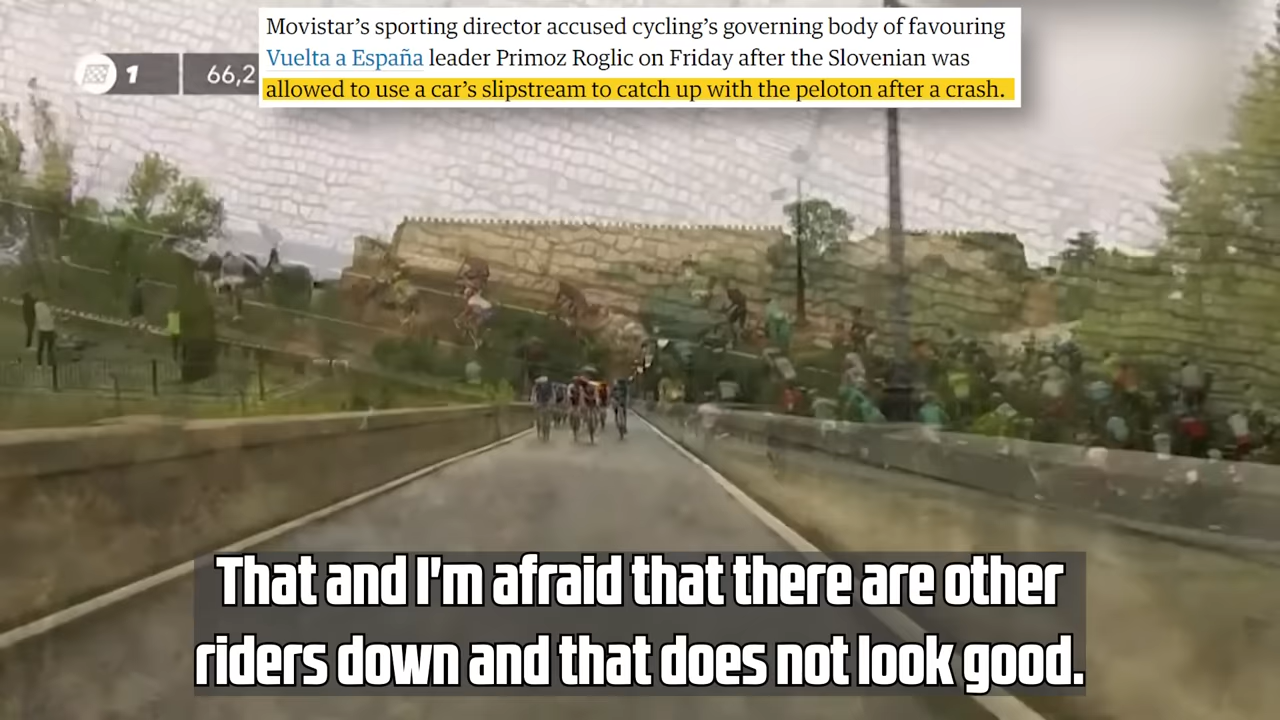 Movistar’s sporting director accused cycling’s governing body of favouring
Vuelta a España leader Primoz Roglic on Friday after the Slovenian was
allowed to use a car’s slipstream to catch up with the peloton after a crash.
1 66,2
That and I'm afraid that there are other
riders down and that does not look good.